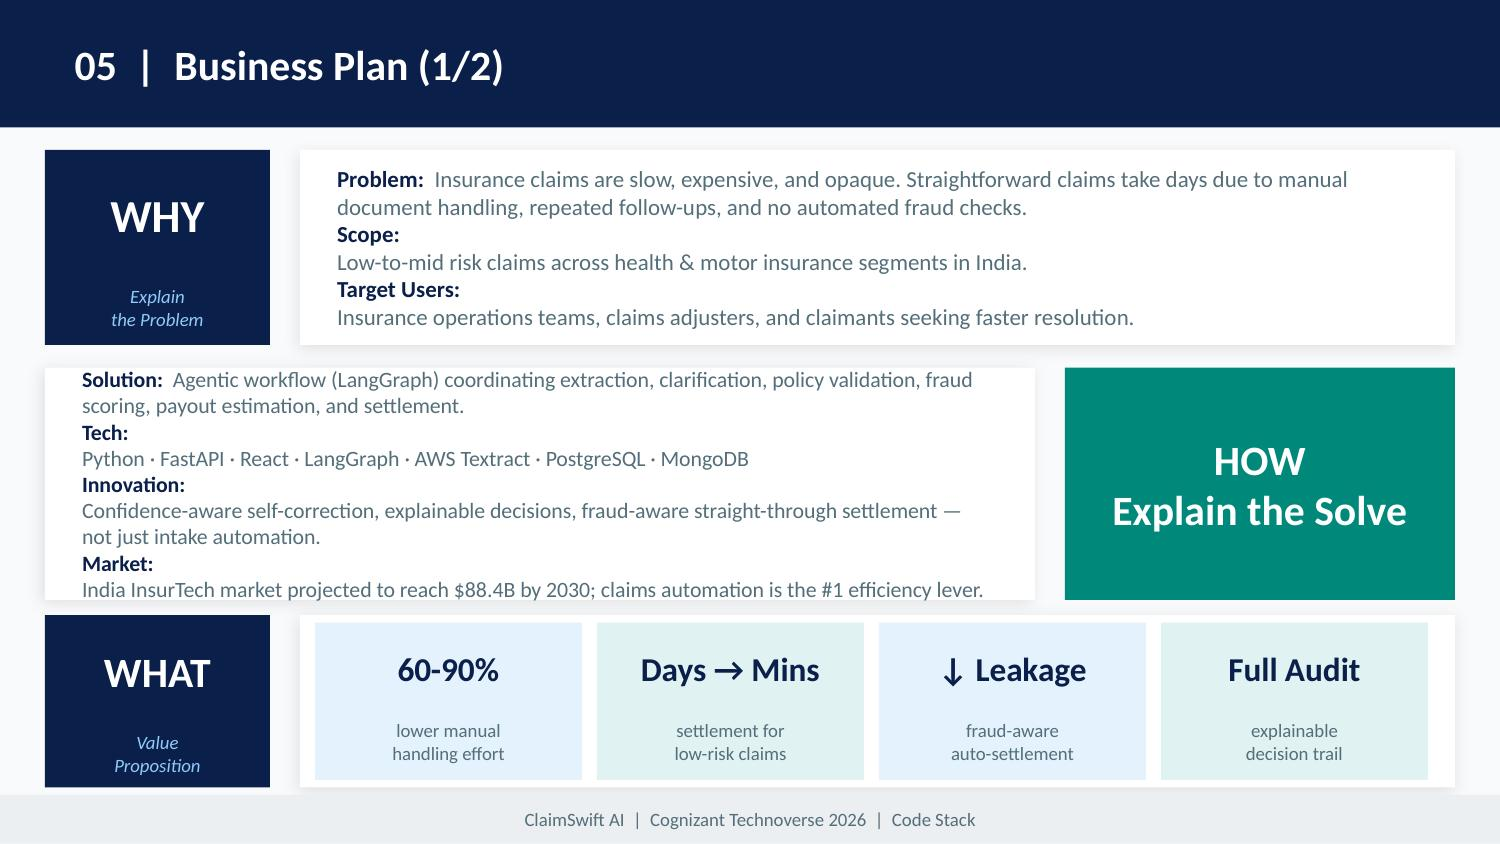 05 | Business Plan (1/2)
WHY
Explain
the Problem
Problem: Insurance claims are slow, expensive, and opaque. Straightforward claims take days due to manual
document handling, repeated follow-ups, and no automated fraud checks.
Scope:
Low-to-mid risk claims across health & motor insurance segments in India.
Target Users:
Insurance operations teams, claims adjusters, and claimants seeking faster resolution.
Solution: Agentic workflow (LangGraph) coordinating extraction, clarification, policy validation, fraud
scoring, payout estimation, and settlement.
Tech:
Python · FastAPI · React · LangGraph · AWS Textract · PostgreSQL · MongoDB
Innovation:
Confidence-aware self-correction, explainable decisions, fraud-aware straight-through settlement —
not just intake automation.
Market:
India InsurTech market projected to reach $88.4B by 2030; claims automation is the #1 efficiency lever.
HOW
Explain the Solve
WHAT
Value
Proposition
60-90%
lower manual
handling effort
Days → Mins
settlement for
low-risk claims
↓ Leakage
fraud-aware
auto-settlement
Full Audit
explainable
decision trail
ClaimSwift AI | Cognizant Technoverse 2026 | Code Stack